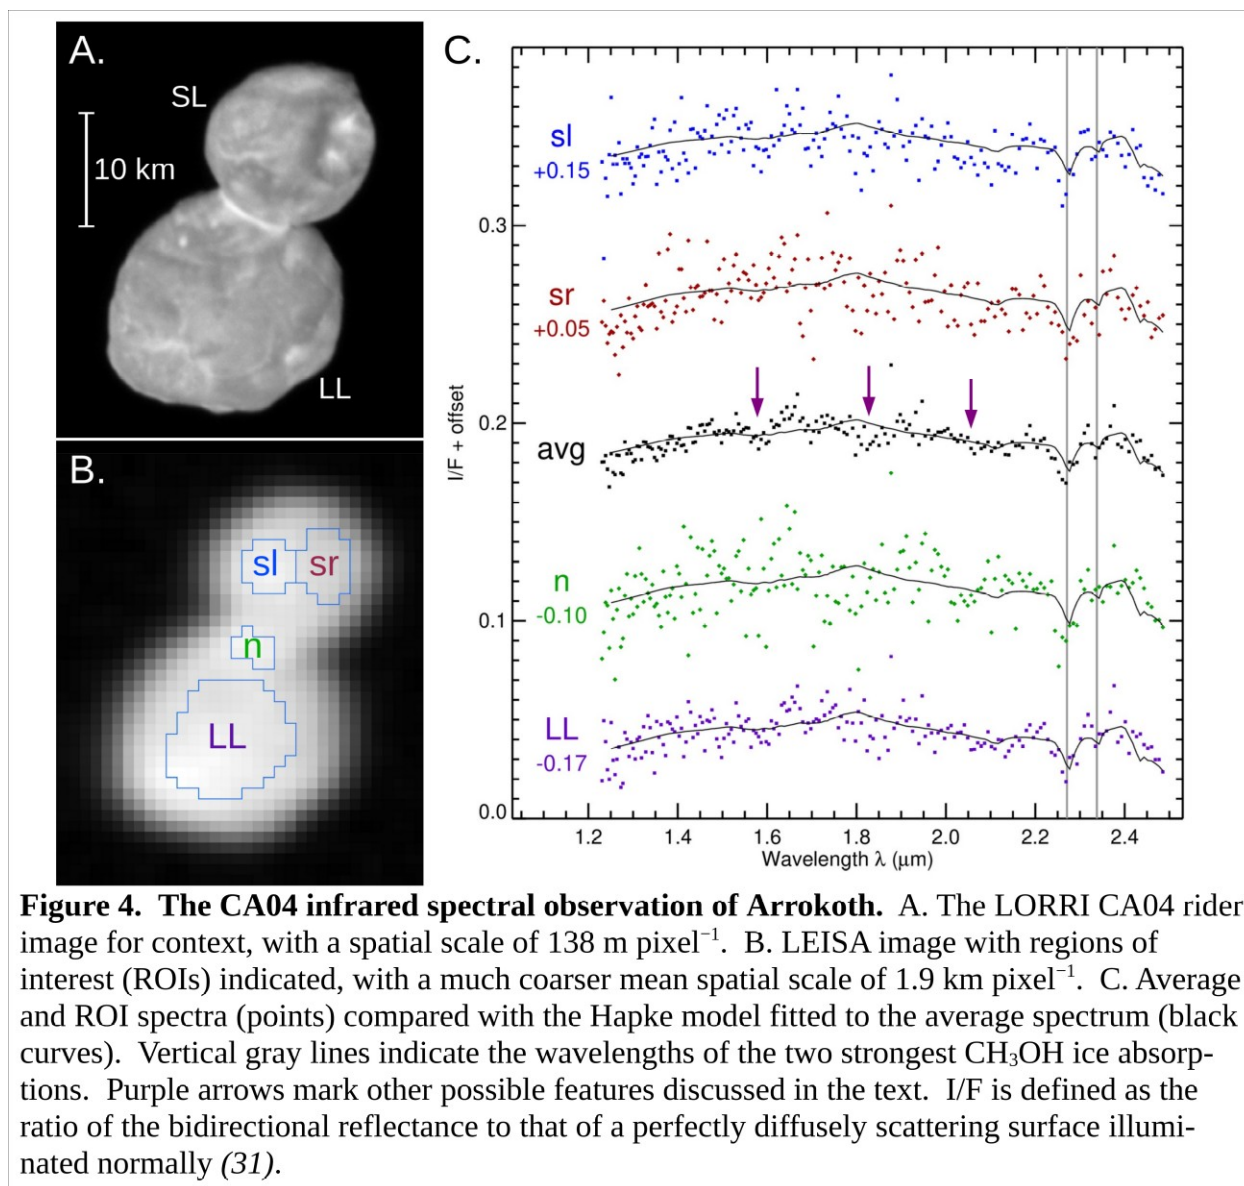 A.
SL
10 km
LL
B.
sl
sr
n
LL
C.
sl
+0.15
0.3
sr
+0.05
0.2
avg
I/F + offset
n
-0.10
0.1
LL
-0.17
0.0
1.2 1.4 1.6 1.8 2.0 2.2 2.4
Wavelength λ (μm)
Figure 4. The CA04 infrared spectral observation of Arrokoth. A. The LORRI CA04 rider
image for context, with a spatial scale of 138 m pixel⁻¹. B. LEISA image with regions of
interest (ROIs) indicated, with a much coarser mean spatial scale of 1.9 km pixel⁻¹. C. Average
and ROI spectra (points) compared with the Hapke model fitted to the average spectrum (black
curves). Vertical gray lines indicate the wavelengths of the two strongest CH₃OH ice absorp-
tions. Purple arrows mark other possible features discussed in the text. I/F is defined as the
ratio of the bidirectional reflectance to that of a perfectly diffusely scattering surface illumi-
nated normally (31).